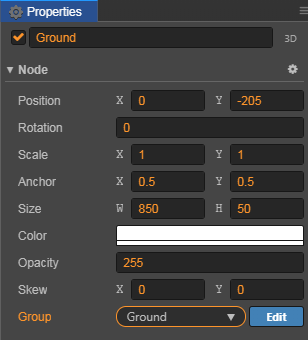 Properties
Ground 3D
Node
Position X 0 Y -205
Rotation 0
Scale X 1 Y 1
Anchor X 0.5 Y 0.5
Size W 850 H 50
Color
Opacity 255
Skew X 0 Y 0
Group Ground Edit